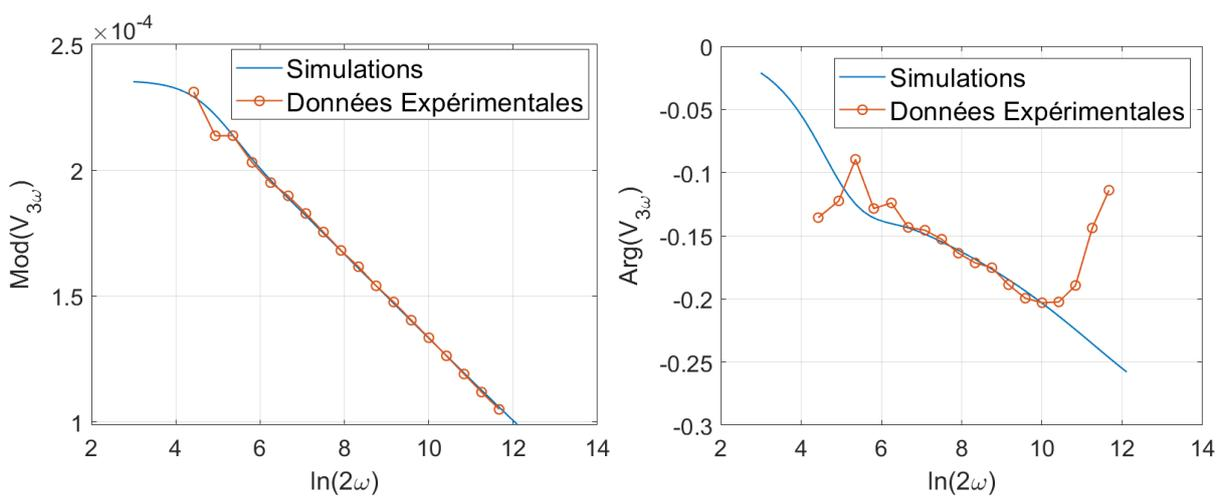 ×10⁻⁴
2.5
2
1.5
1
Mod(V₃ω)
Simulations
Données Expérimentales
2 4 6 8 10 12 14
ln(2ω)
0
-0.05
-0.1
-0.15
-0.2
-0.25
-0.3
Arg(V₃ω)
Simulations
Données Expérimentales
2 4 6 8 10 12 14
ln(2ω)